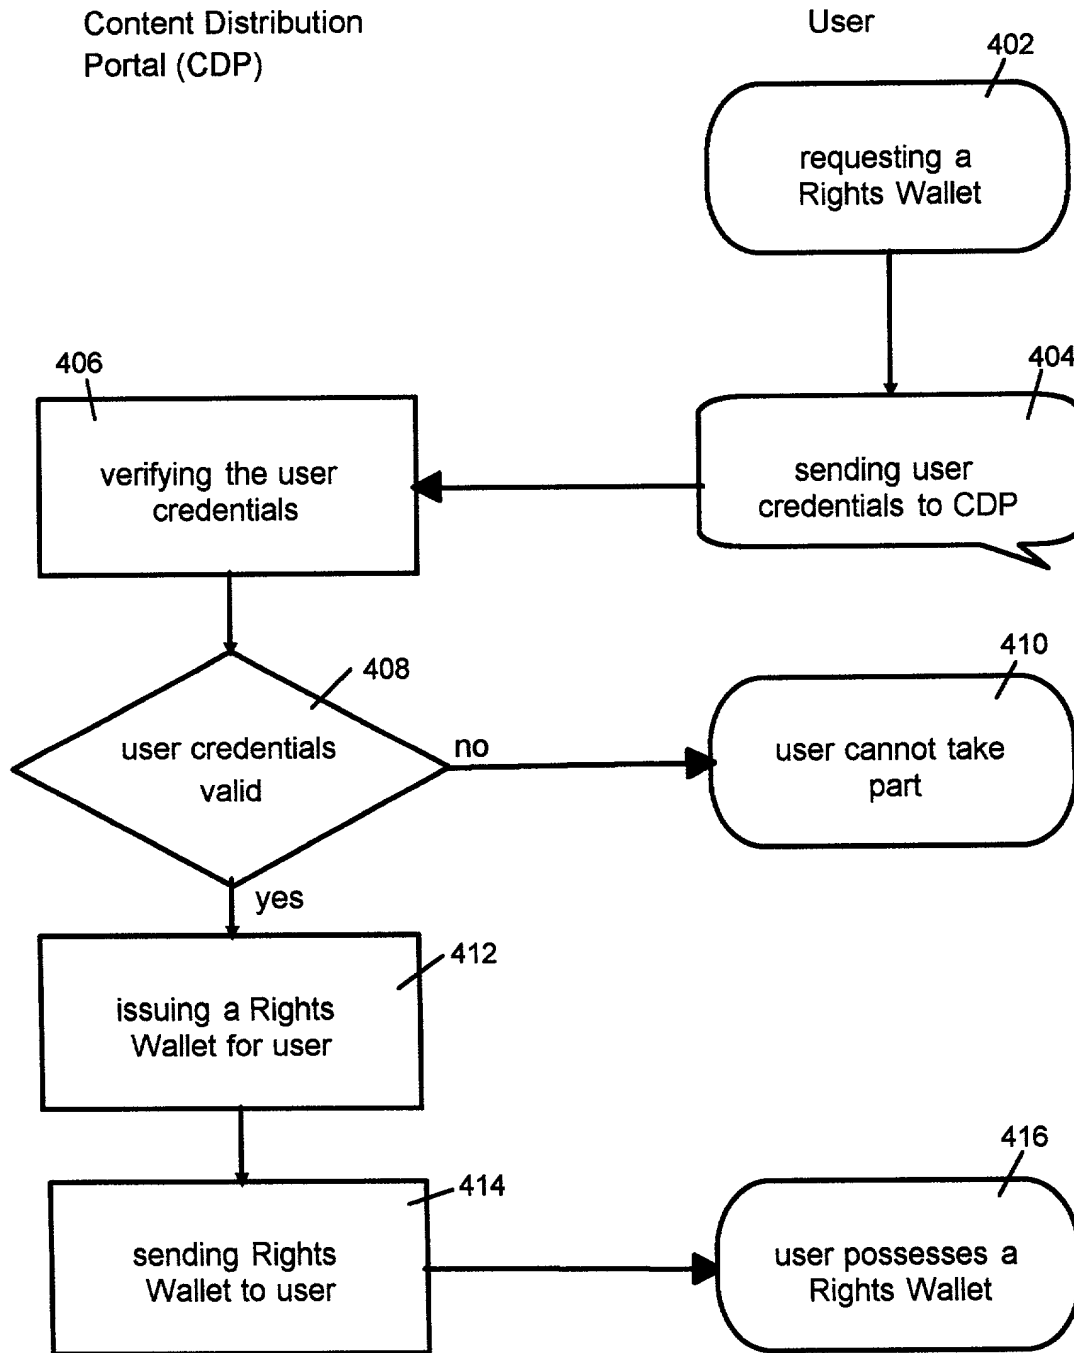 Content Distribution
Portal (CDP)
User
402
requesting a
Rights Wallet
404
sending user
credentials to CDP
406
verifying the user
credentials
408
user credentials
valid
no
410
user cannot take
part
yes
412
issuing a Rights
Wallet for user
414
sending Rights
Wallet to user
416
user possesses a
Rights Wallet